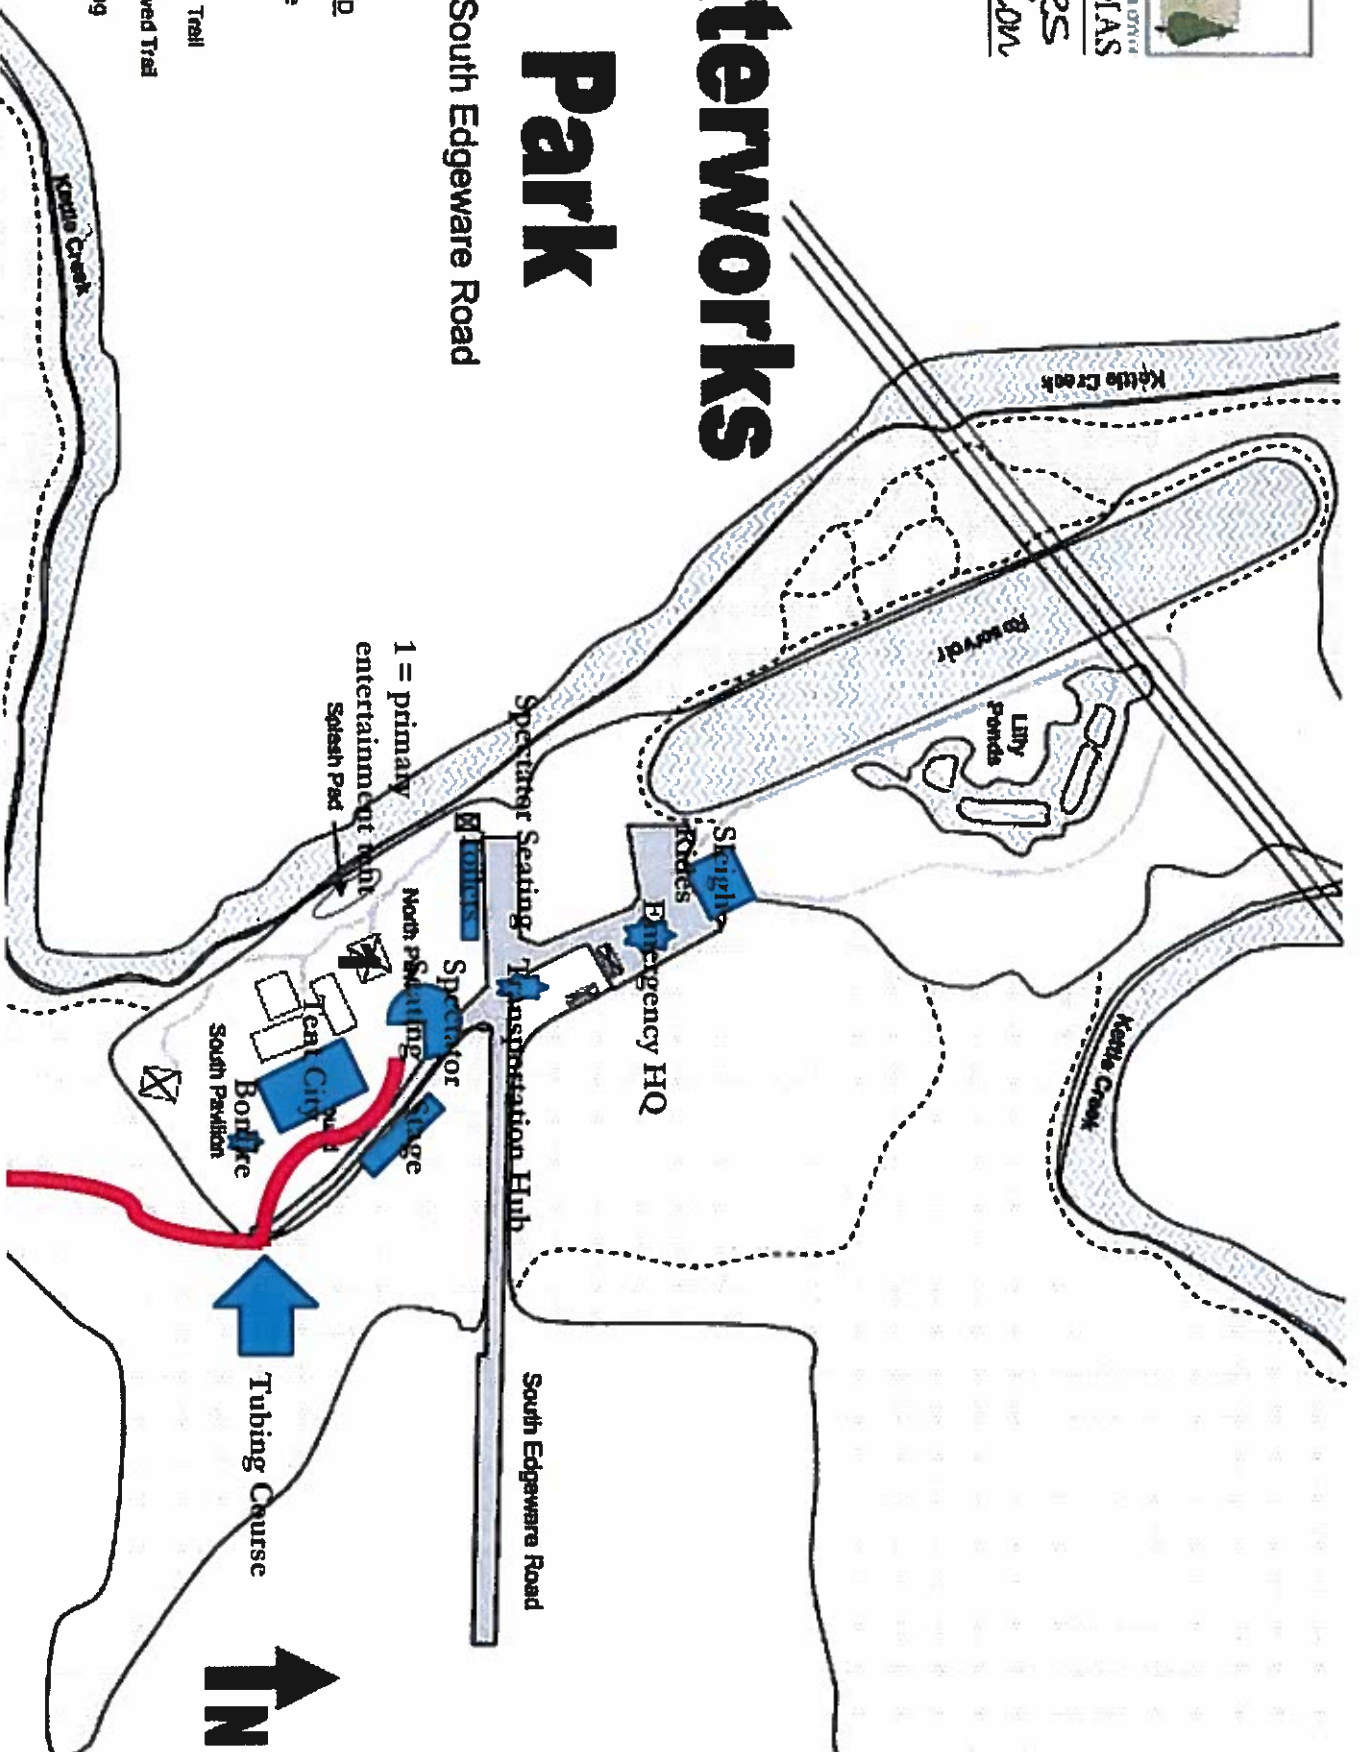 terworks
Park
South Edgeware Road
Trail
Kettle Creek
Kettle Creek
Reservoir
Lilly
Ponds
Sleigh
Rides
Emergency HQ
Spectator Seating
Transportation Hub
1 = primary
entertainment tent
Splash Pad
Toilets
Spectator
Seating
Stage
Tent City
Bonfire
South Pavilion
Kettle Creek
Tubing Course
South Edgeware Road
N